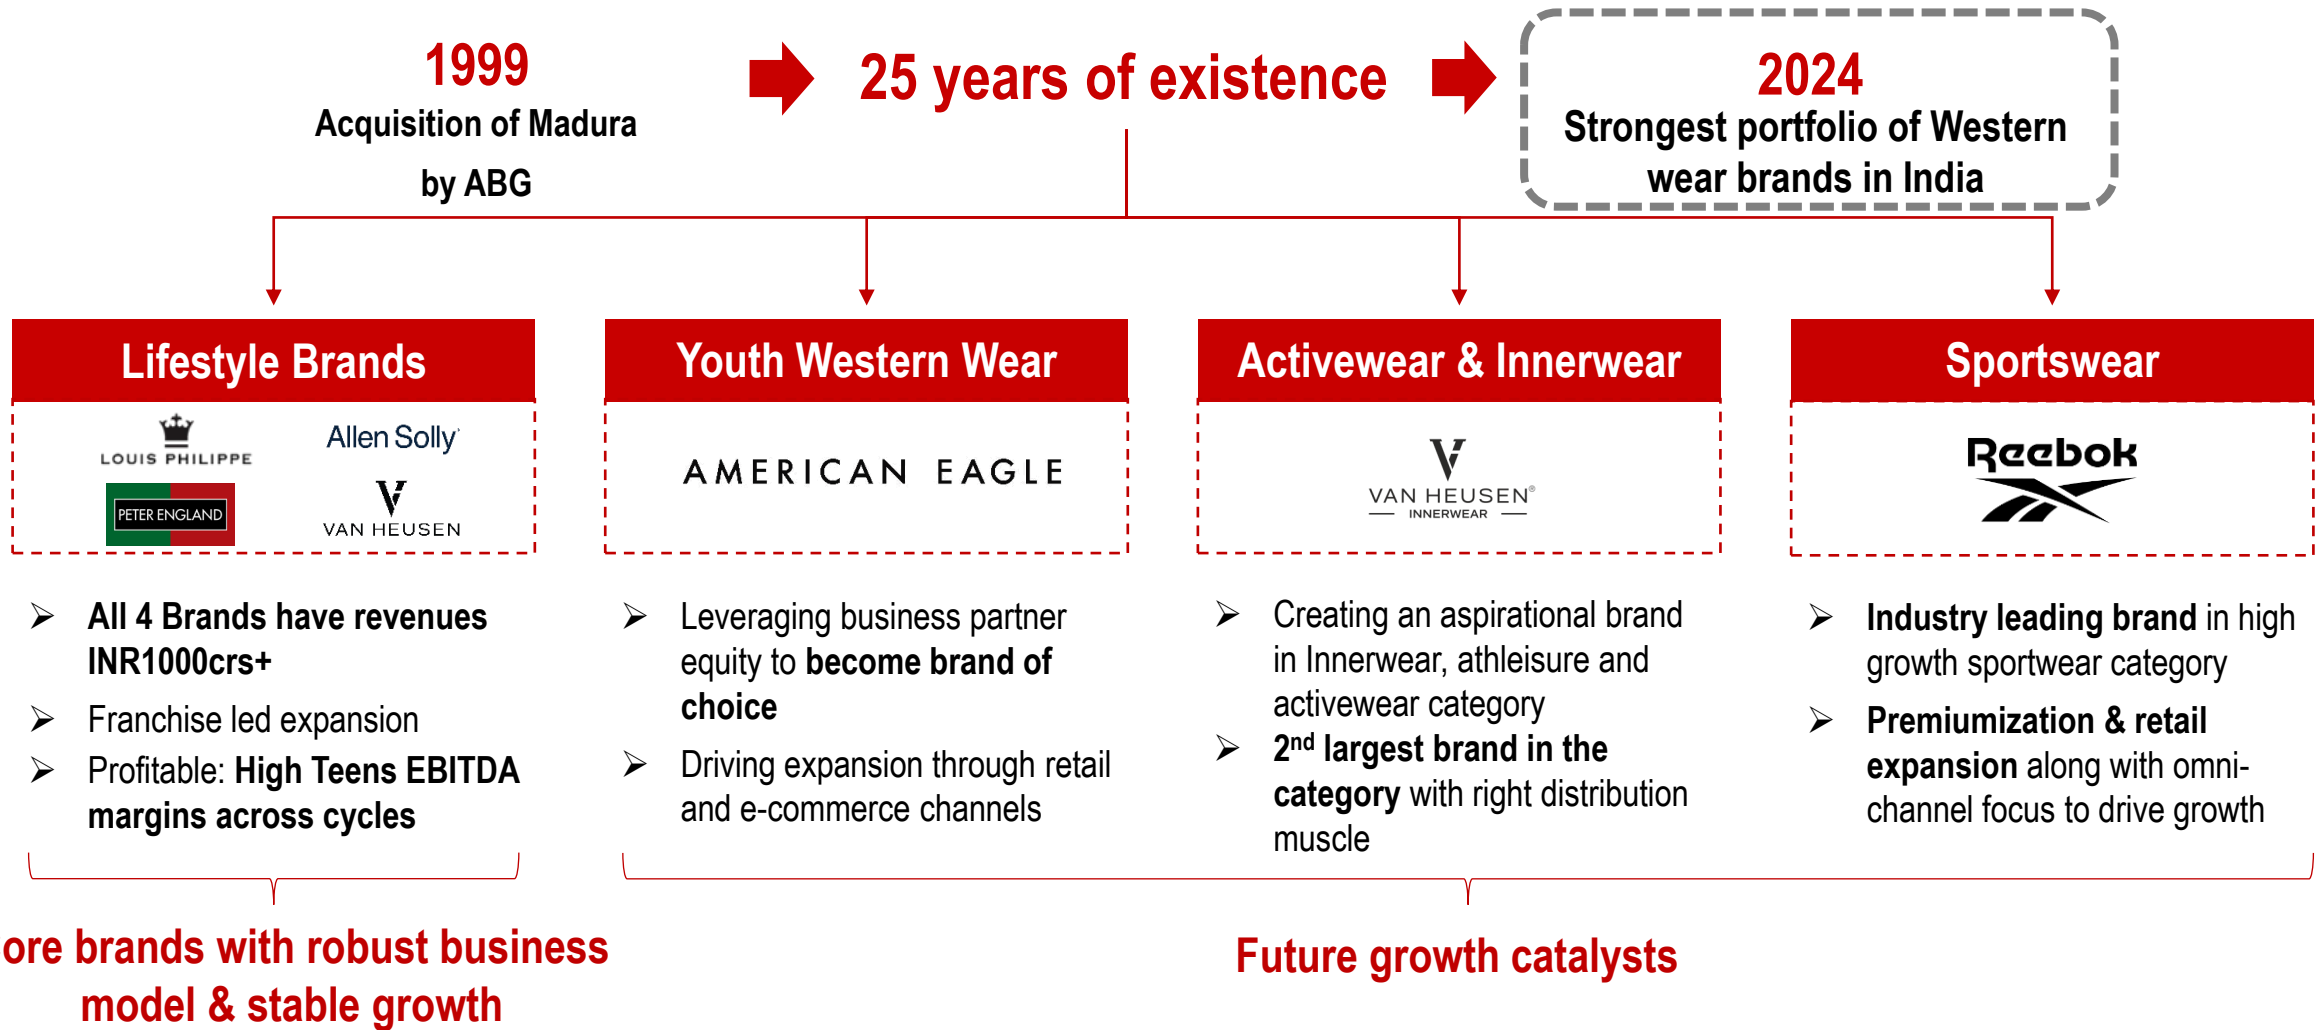 1999
Acquisition of Madura
by ABG
25 years of existence
2024
Strongest portfolio of Western
wear brands in India
Lifestyle Brands
LOUIS PHILIPPE
Allen Solly
PETER ENGLAND
V
VAN HEUSEN
All 4 Brands have revenues
INR1000crs+
Franchise led expansion
Profitable: High Teens EBITDA
margins across cycles
Youth Western Wear
AMERICAN EAGLE
Leveraging business partner
equity to become brand of
choice
Driving expansion through retail
and e-commerce channels
Activewear & Innerwear
V
VAN HEUSEN®
INNERWEAR
Creating an aspirational brand
in Innerwear, athleisure and
activewear category
2nd largest brand in the
category with right distribution
muscle
Sportswear
Reebok
Industry leading brand in high
growth sportwear category
Premiumization & retail
expansion along with omni-
channel focus to drive growth
ore brands with robust business
model & stable growth
Future growth catalysts